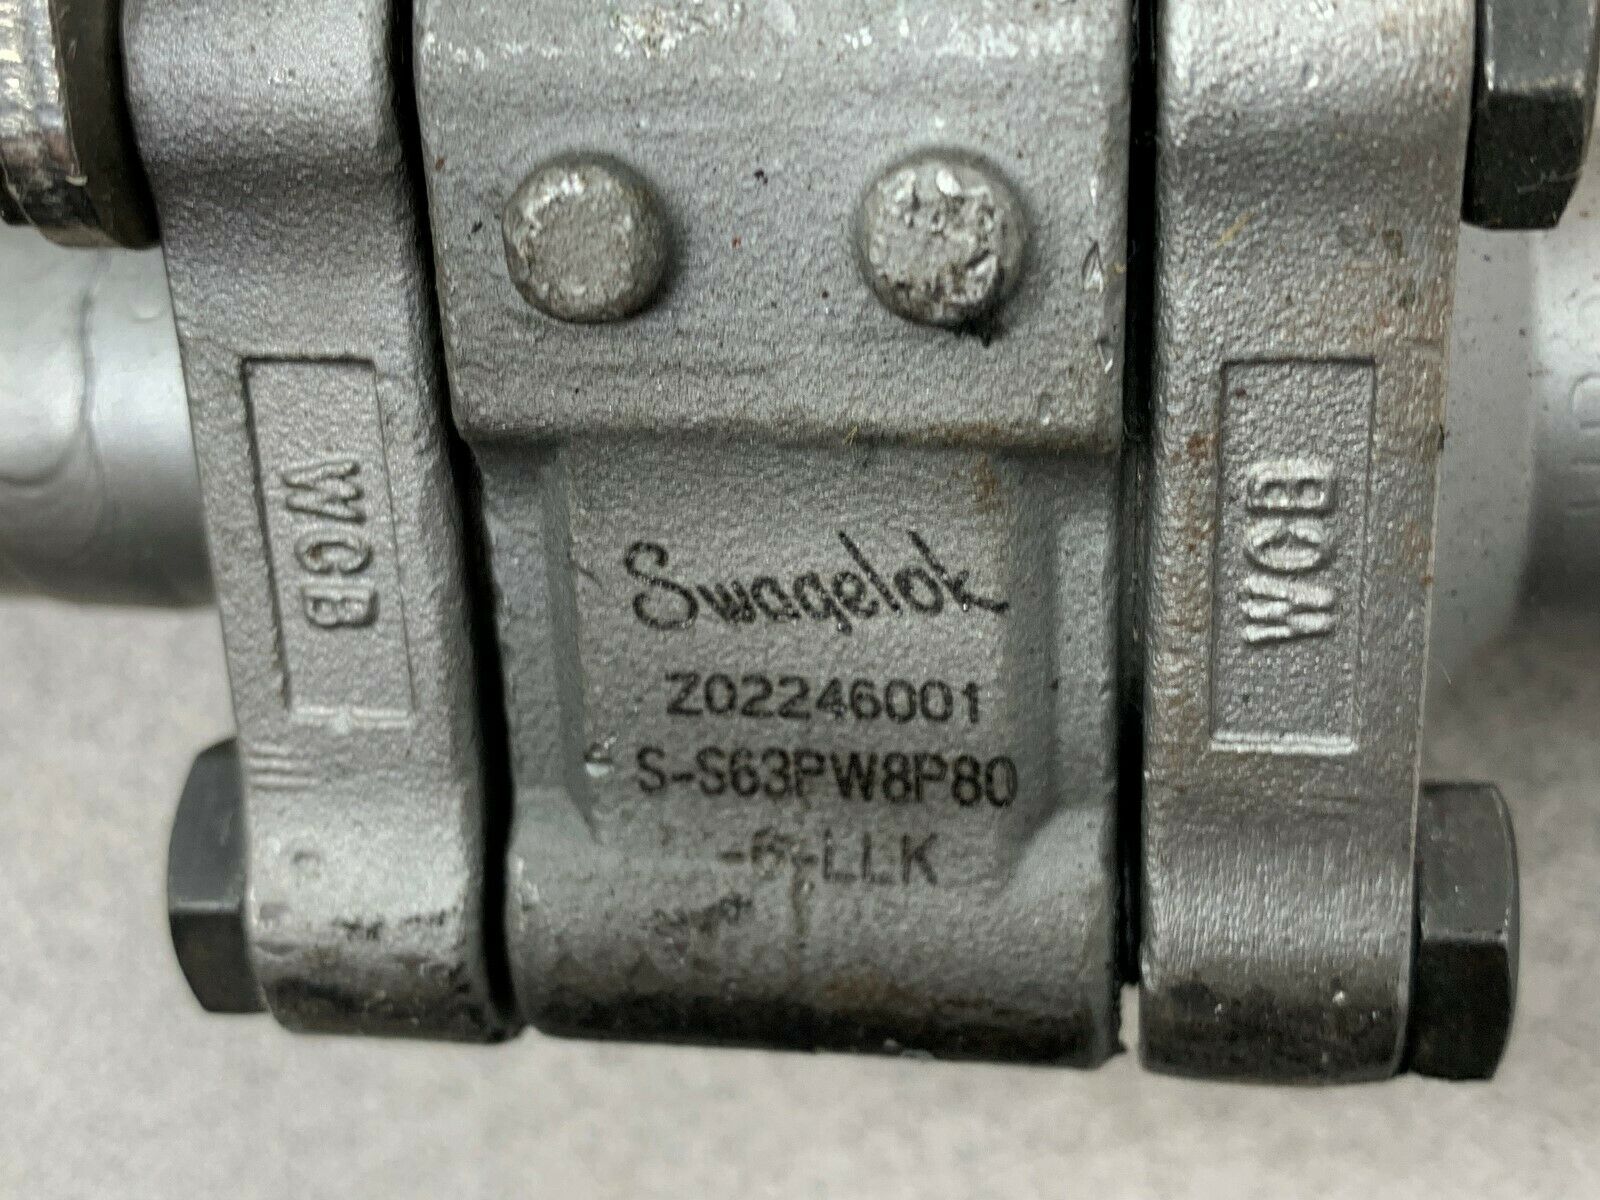 WCB
Swagelok
Z02246001
S-S63PW8P80
-6-LLK
WCB